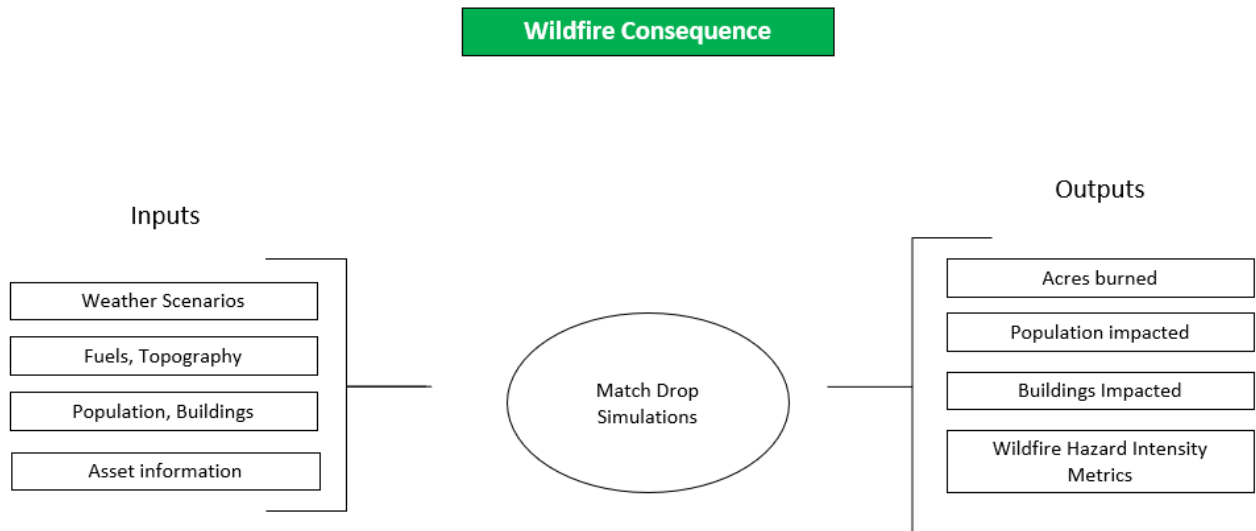 Wildfire Consequence
Inputs
Weather Scenarios
Fuels, Topography
Population, Buildings
Asset information
Match Drop
Simulations
Outputs
Acres burned
Population impacted
Buildings Impacted
Wildfire Hazard Intensity
Metrics